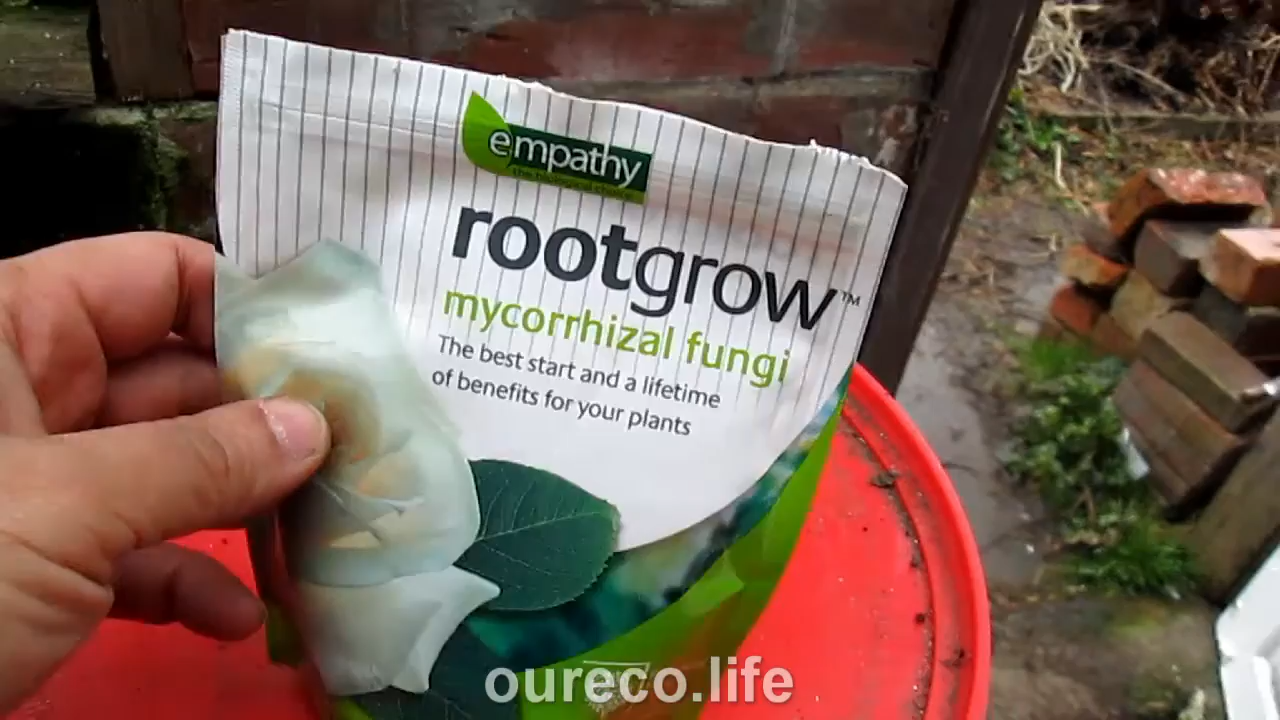 empathy
rootgrow™
mycorrhizal fungi
The best start and a lifetime
of benefits for your plants
oureco.life